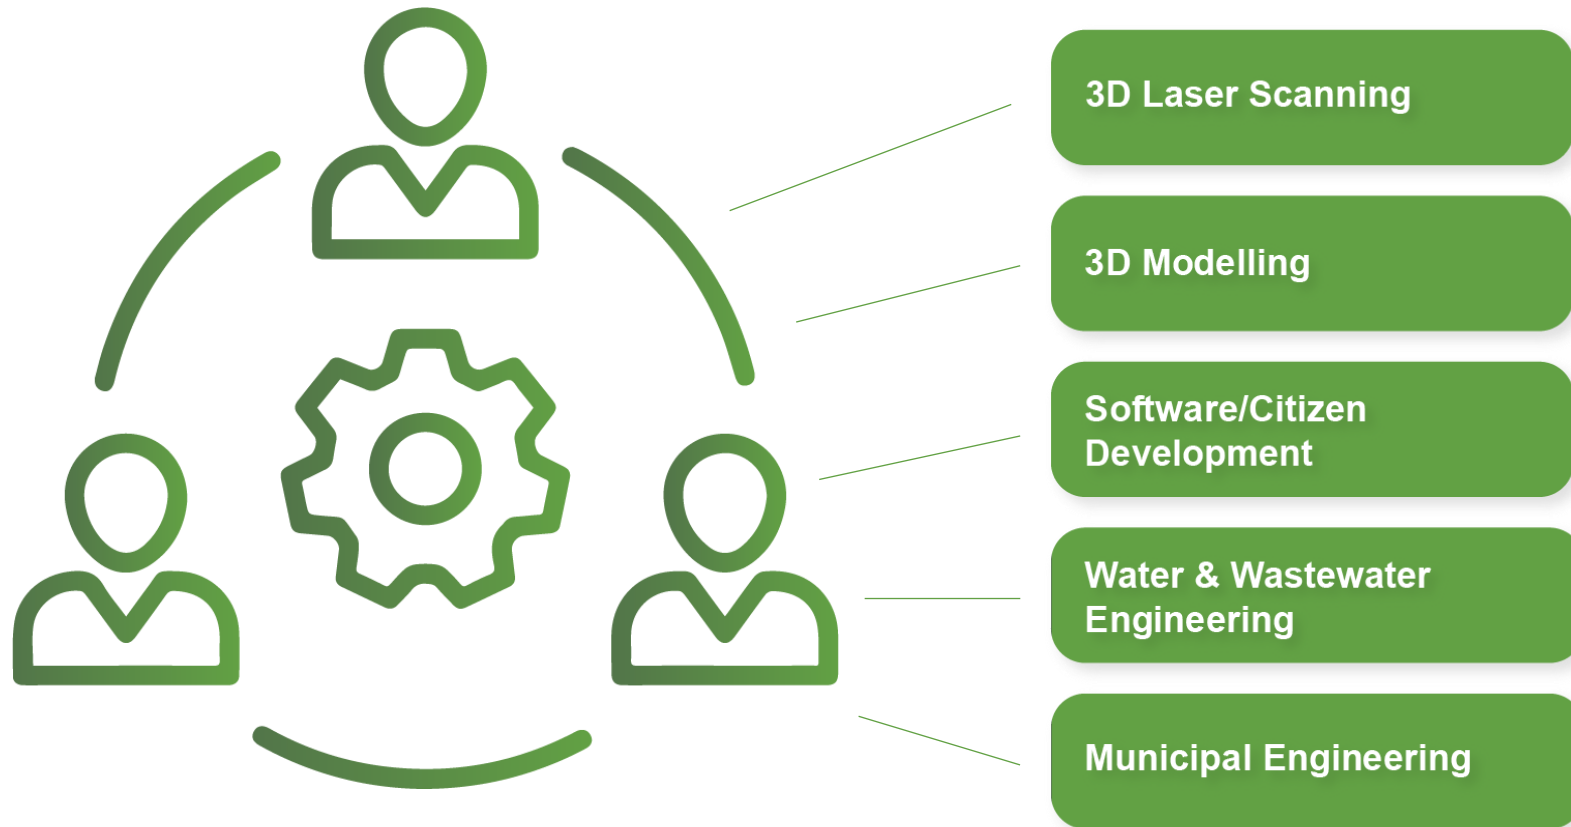 3D Laser Scanning
3D Modelling
Software/Citizen
Development
Water & Wastewater
Engineering
Municipal Engineering